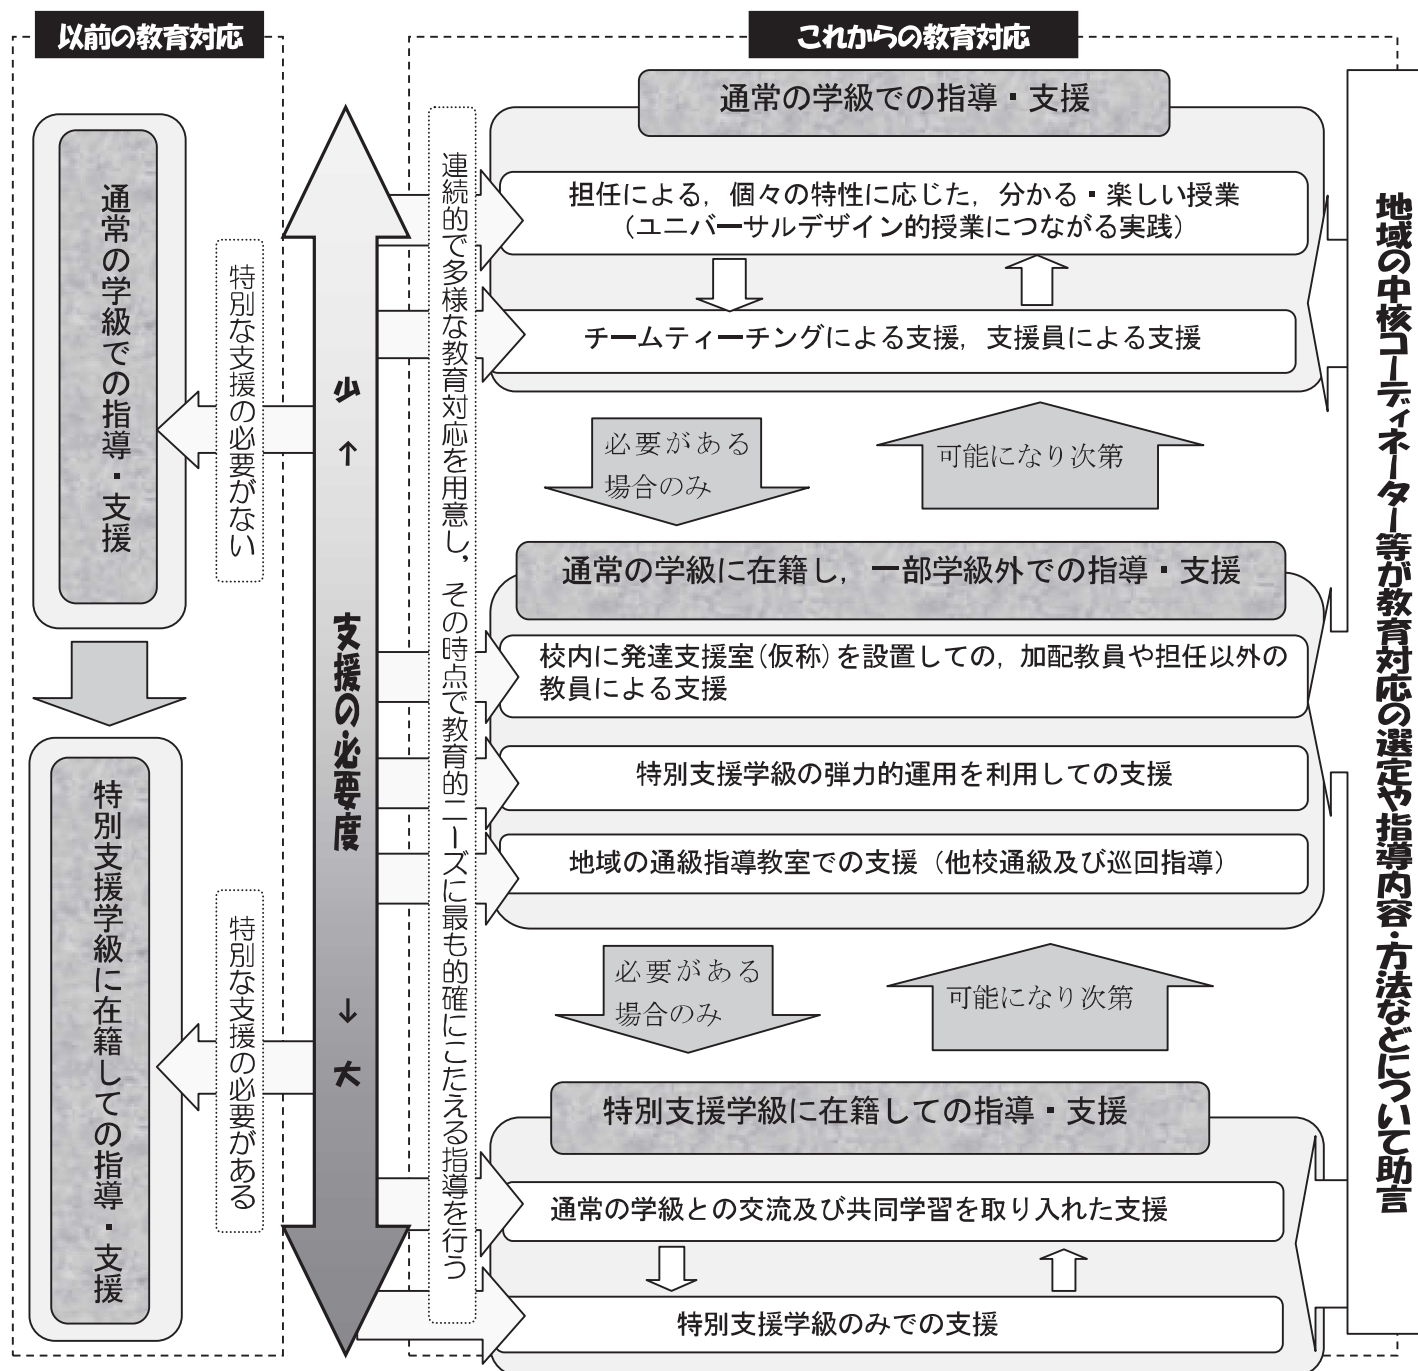 以前の教育対応
通常の学級での指導・支援
特別な支援の必要がない
特別支援学級に在籍しての指導・支援
特別な支援の必要がある
少
↑
支援の必要度
↓
大
これからの教育対応
連続的で多様な教育対応を用意し，その時点で教育的ニーズに最も的確にこたえる指導を行う
通常の学級での指導・支援
担任による，個々の特性に応じた，分かる・楽しい授業
（ユニバーサルデザイン的授業につながる実践）
チームティーチングによる支援，支援員による支援
必要がある
場合のみ
可能になり次第
通常の学級に在籍し，一部学級外での指導・支援
校内に発達支援室（仮称）を設置しての，加配教員や担任以外の
教員による支援
特別支援学級の弾力的運用を利用しての支援
地域の通級指導教室での支援（他校通級及び巡回指導）
必要がある
場合のみ
可能になり次第
特別支援学級に在籍しての指導・支援
通常の学級との交流及び共同学習を取り入れた支援
特別支援学級のみでの支援
地域の中核コーディネーター等が教育対応の選定や指導内容・方法などについて助言